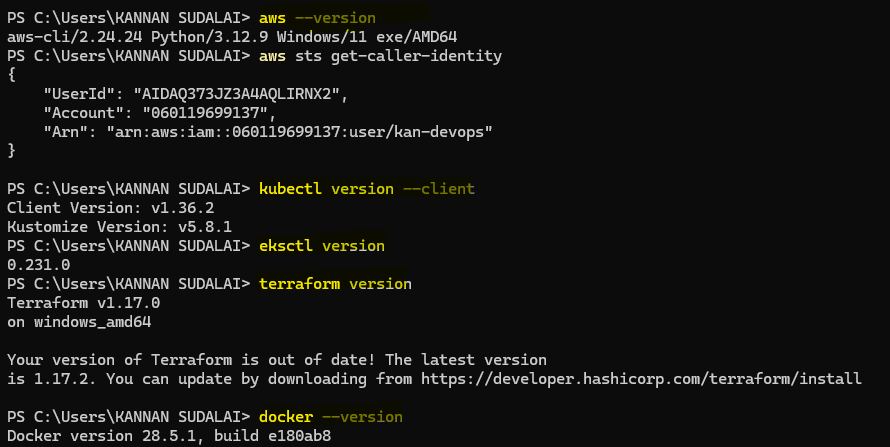 PS C:\Users\KANNAN SUDALAI> aws --version
aws-cli/2.24.24 Python/3.12.9 Windows/11 exe/AMD64
PS C:\Users\KANNAN SUDALAI> aws sts get-caller-identity
{
    "UserId": "AIDAQ373JZ3A4AQLIRNX2",
    "Account": "060119699137",
    "Arn": "arn:aws:iam::060119699137:user/kan-devops"
}
PS C:\Users\KANNAN SUDALAI> kubectl version --client
Client Version: v1.36.2
Kustomize Version: v5.8.1
PS C:\Users\KANNAN SUDALAI> eksctl version
0.231.0
PS C:\Users\KANNAN SUDALAI> terraform version
Terraform v1.17.0
on windows_amd64
Your version of Terraform is out of date! The latest version
is 1.17.2. You can update by downloading from https://developer.hashicorp.com/terraform/install
PS C:\Users\KANNAN SUDALAI> docker --version
Docker version 28.5.1, build e180ab8